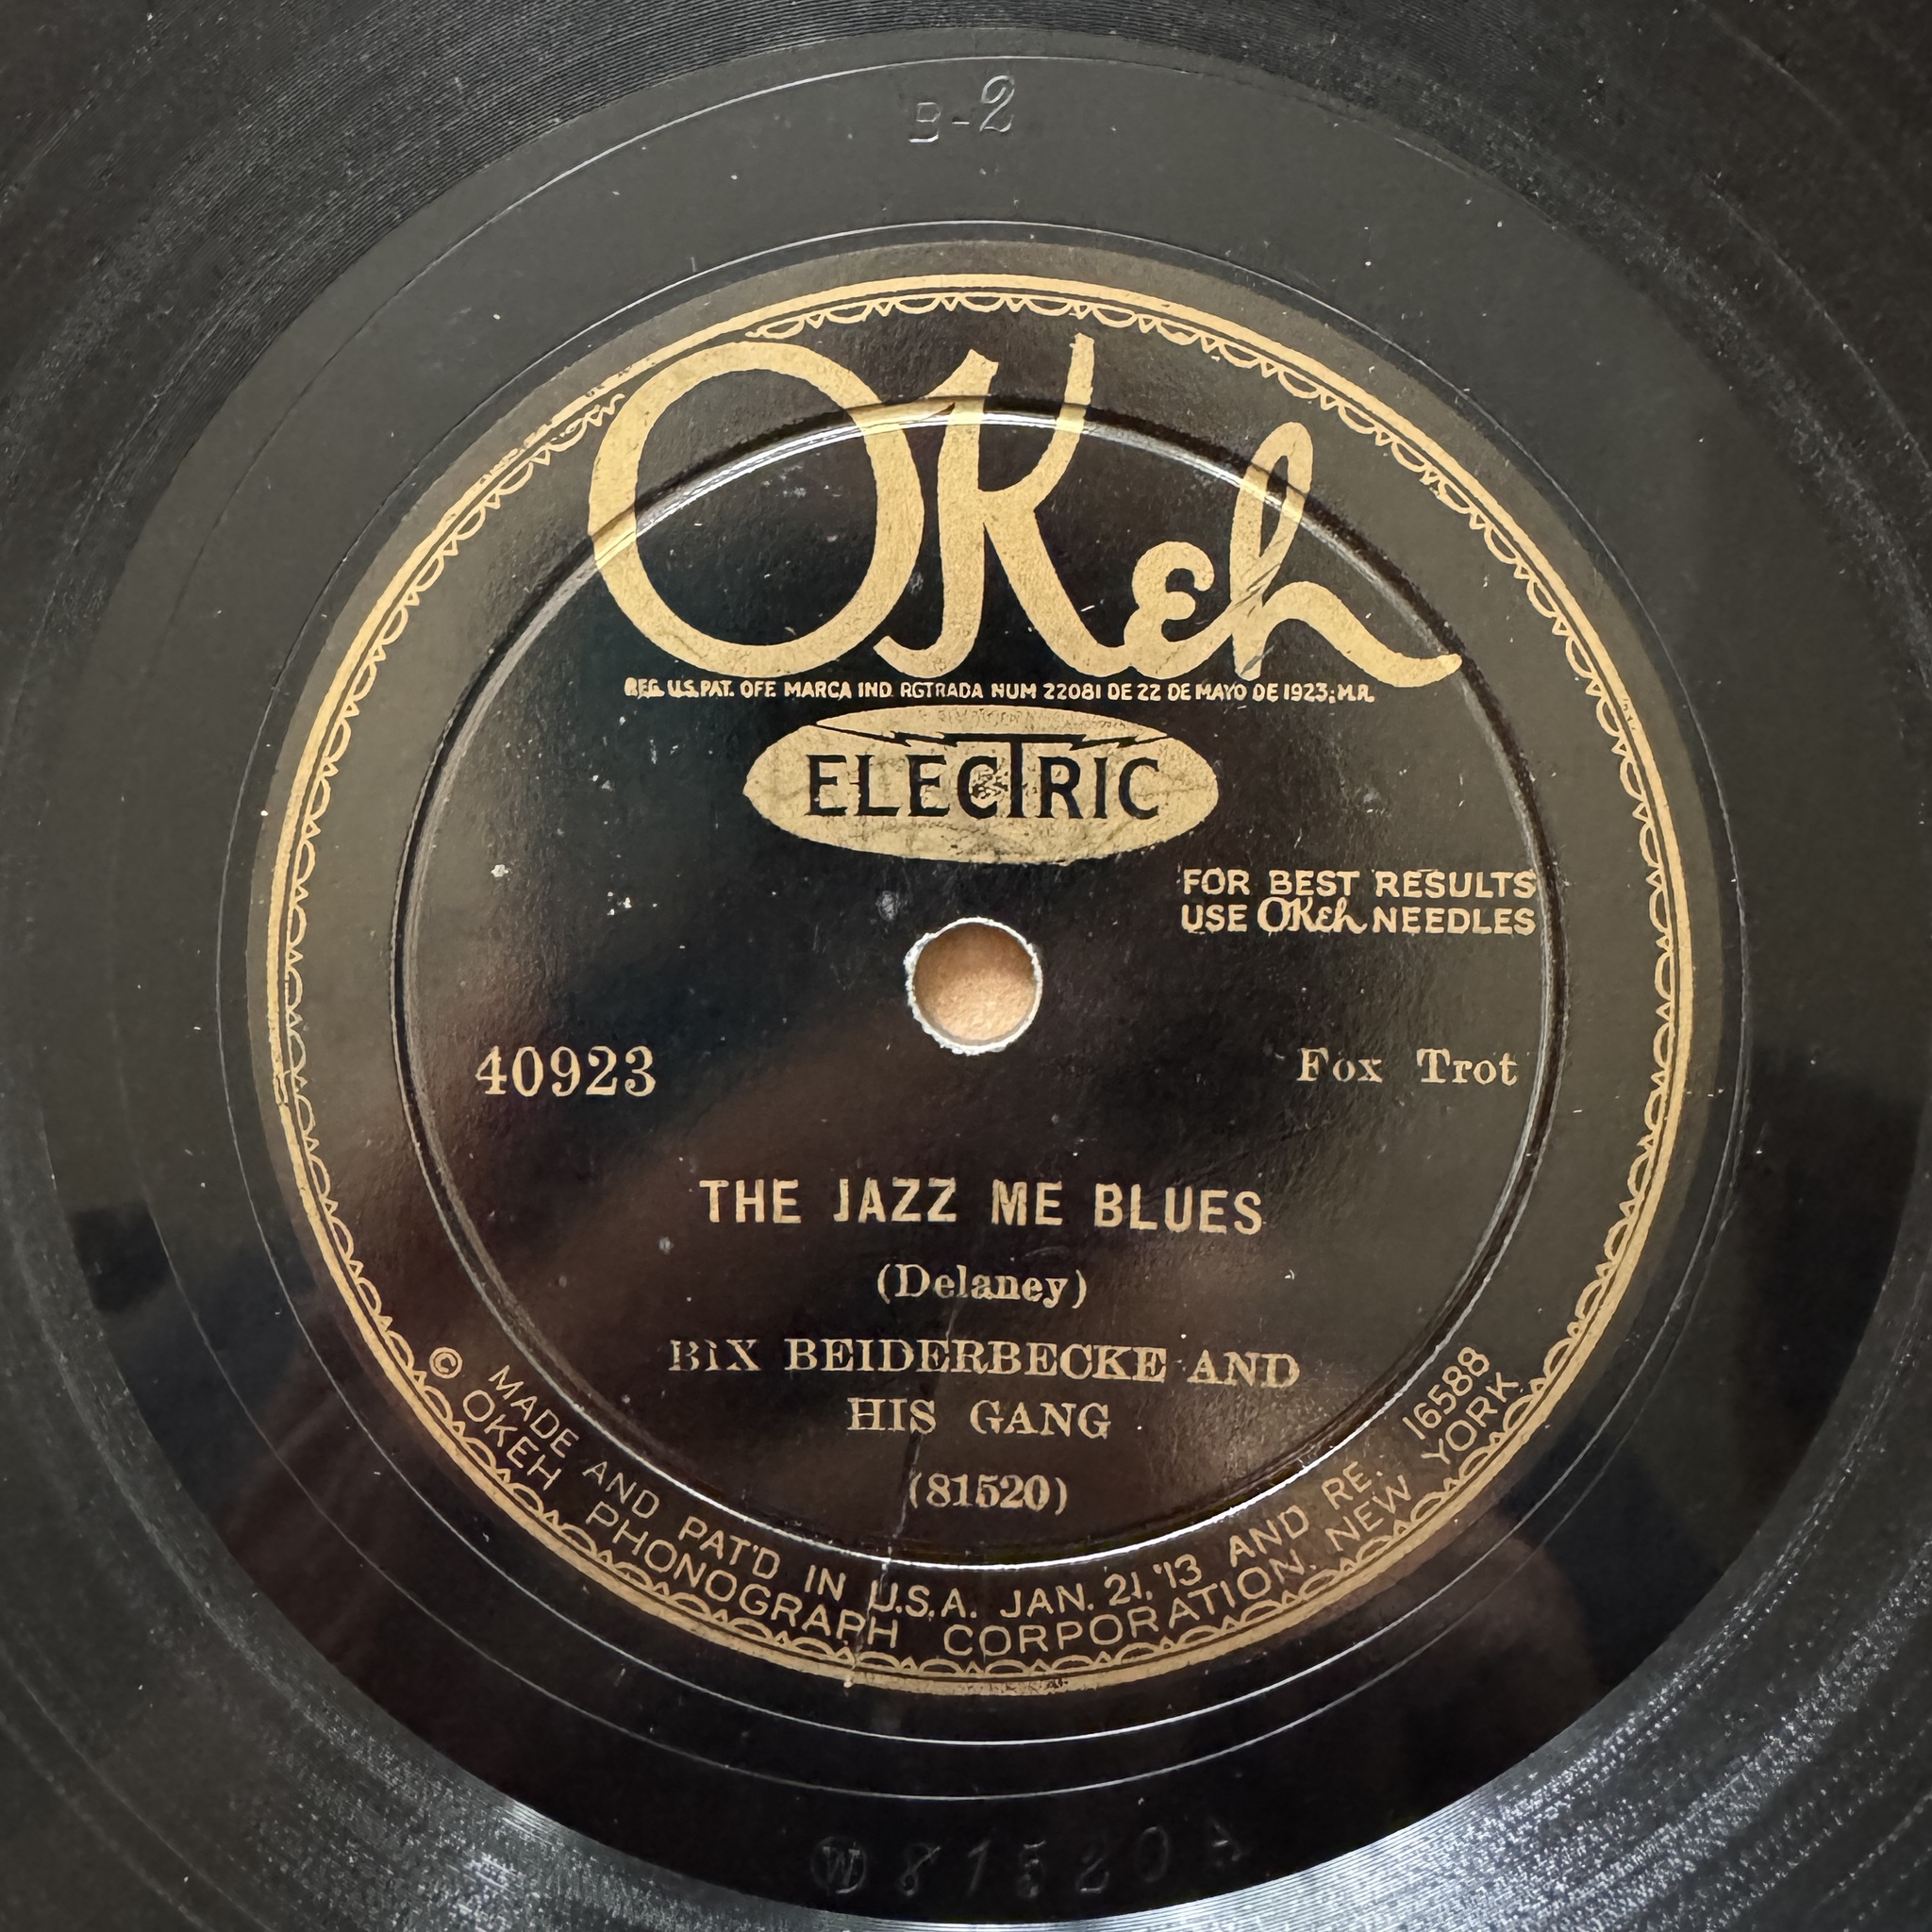 B-2
OKeh
REG. U.S. PAT. OFF. MARCA IND. RGTRADA NUM 22081 DE 22 DE MAYO DE 1923; M.R.
ELECTRIC
FOR BEST RESULTS
USE OKeh NEEDLES
40923
Fox Trot
THE JAZZ ME BLUES
(Delaney)
BIX BEIDERBECKE AND
HIS GANG
(81520)
MADE AND PAT'D IN U.S.A. JAN. 21, '13 AND RE. 16588
© OKEH PHONOGRAPH CORPORATION. NEW YORK
W 81520 A